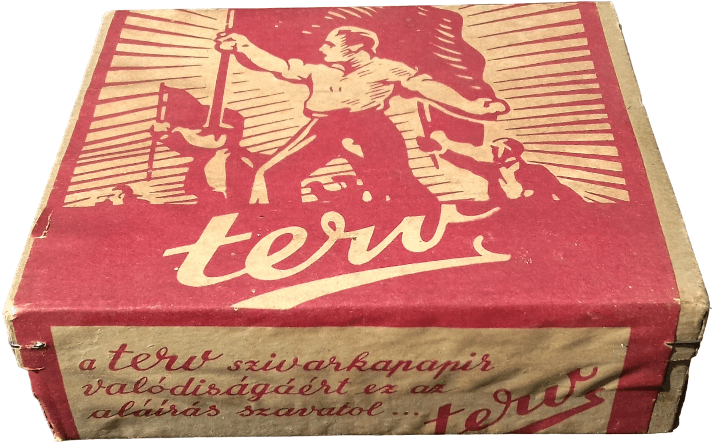 terv
a terv szivarkapapir
valódiságáért ez az
aláírás szavatol...
terv